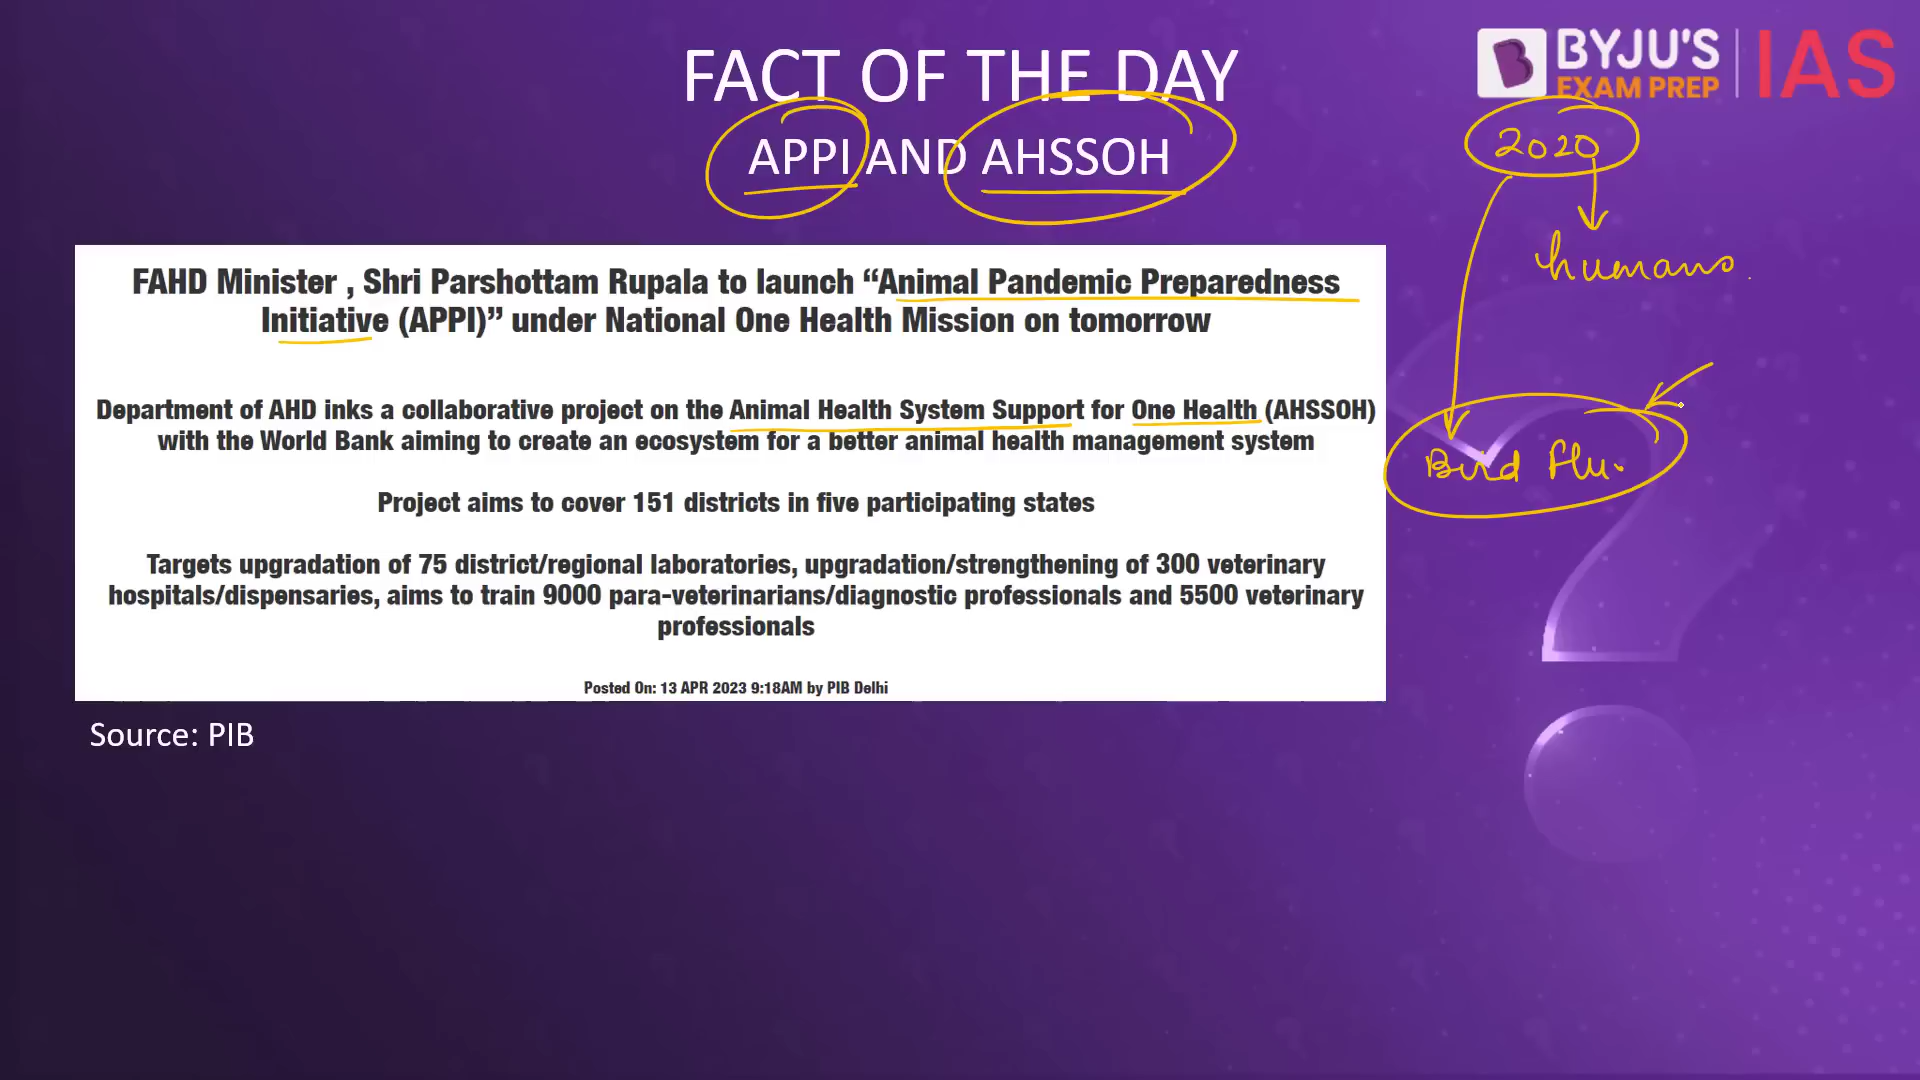 FACT OF THE DAY
APPI AND AHSSOH
BYJU'S
EXAM PREP
IAS
2020
humans.
FAHD Minister , Shri Parshottam Rupala to launch “Animal Pandemic Preparedness
Initiative (APPI)” under National One Health Mission on tomorrow
Department of AHD inks a collaborative project on the Animal Health System Support for One Health (AHSSOH)
with the World Bank aiming to create an ecosystem for a better animal health management system
Bird Flu.
Project aims to cover 151 districts in five participating states
Targets upgradation of 75 district/regional laboratories, upgradation/strengthening of 300 veterinary
hospitals/dispensaries, aims to train 9000 para-veterinarians/diagnostic professionals and 5500 veterinary
professionals
Posted On: 13 APR 2023 9:18AM by PIB Delhi
Source: PIB